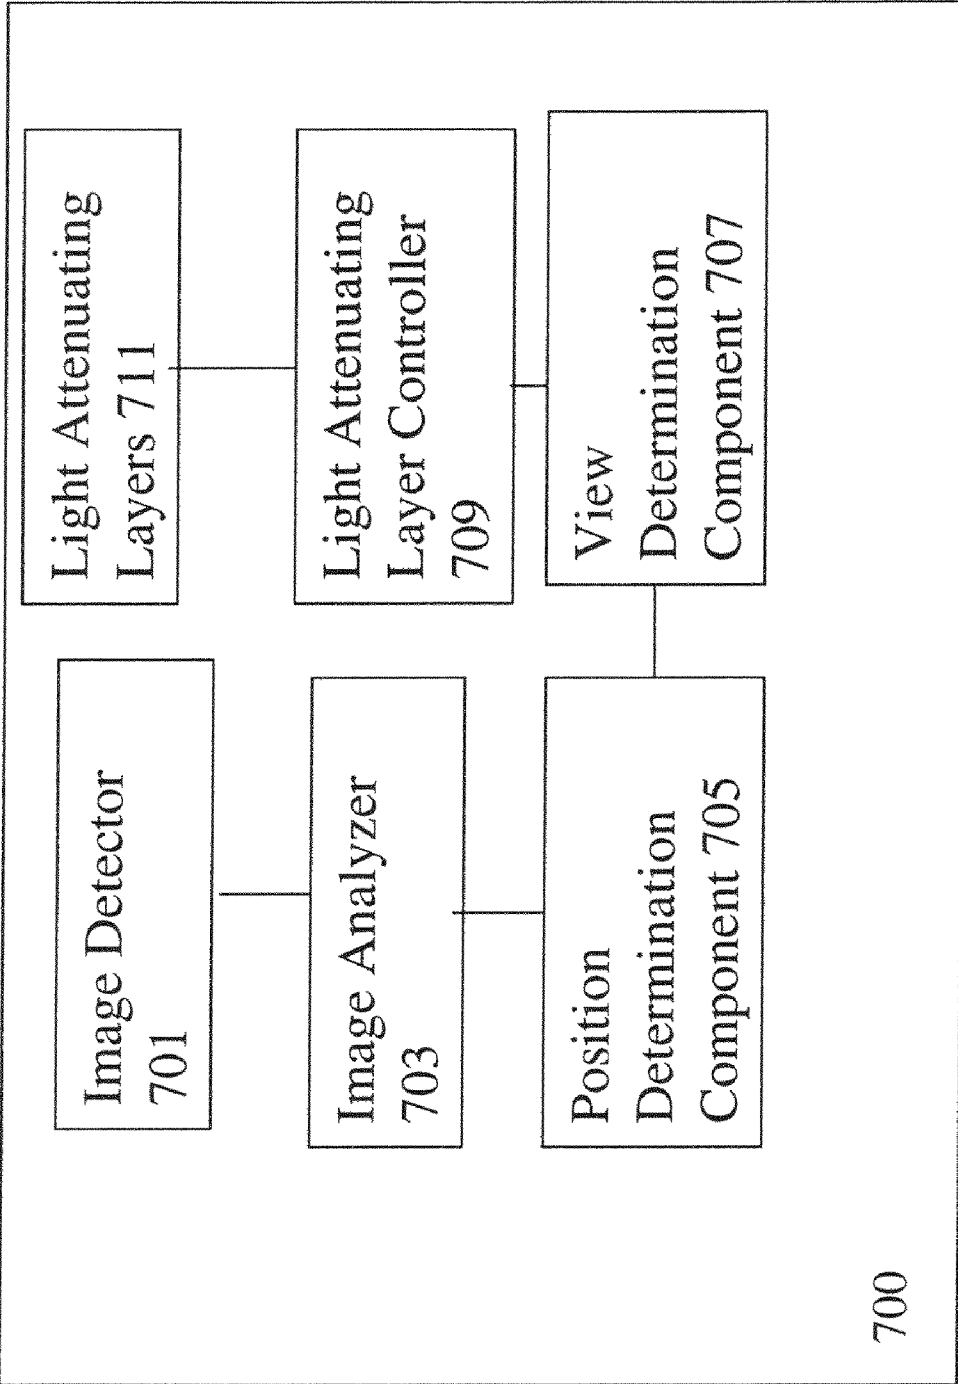 Image Detector
701
Image Analyzer
703
Position
Determination
Component 705
Light Attenuating
Layers 711
Light Attenuating
Layer Controller
709
View
Determination
Component 707
700